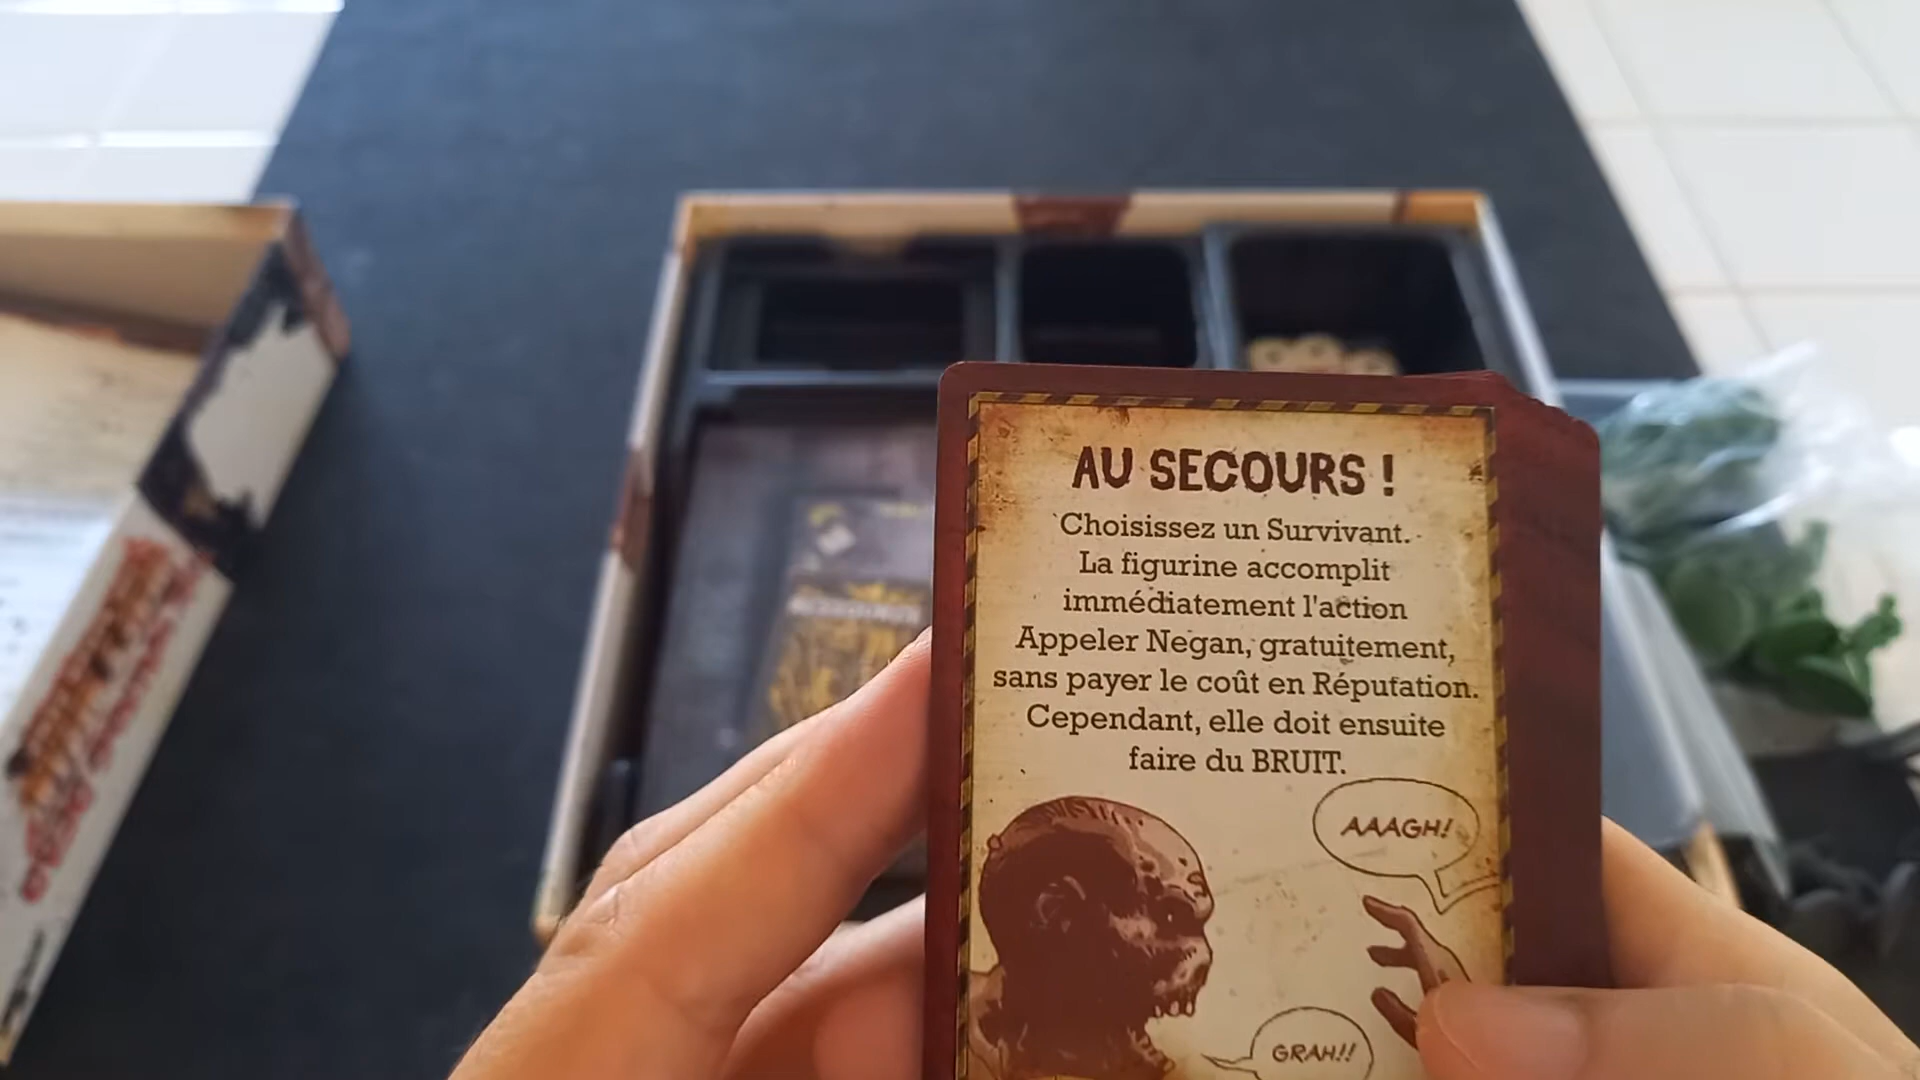 AU SECOURS !
Choisissez un Survivant.
La figurine accomplit
immédiatement l'action
Appeler Negan, gratuitement,
sans payer le coût en Réputation.
Cependant, elle doit ensuite
faire du BRUIT.
AAAGH!
GRAH!!